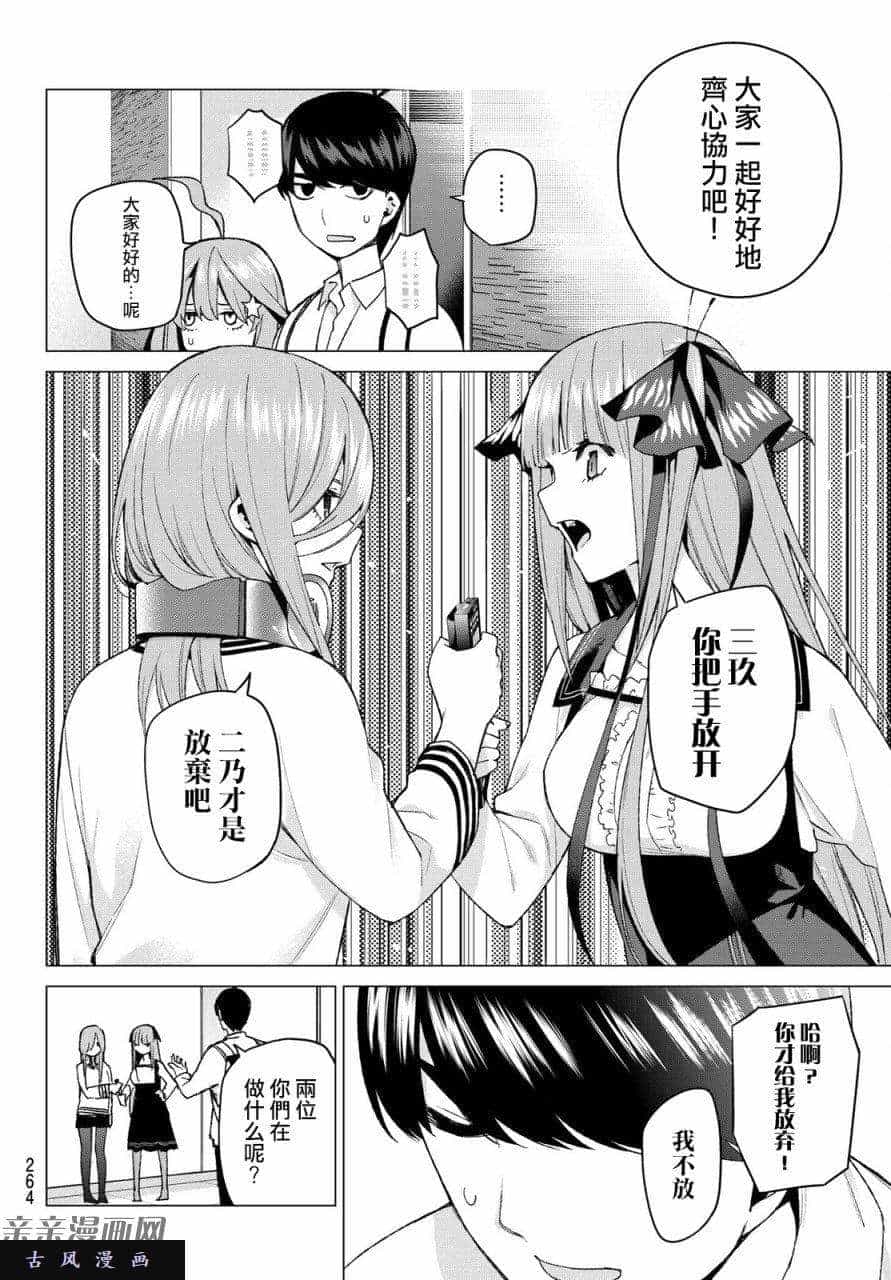 大家一起好好地
齊心協力吧！
……
大家好好的…呢
三玖
你把手放开
二乃才是
放棄吧
哈啊？
你才给我放弃！
我不放
兩位
你們在
做什么呢？
264
亲亲漫画网
古风漫画